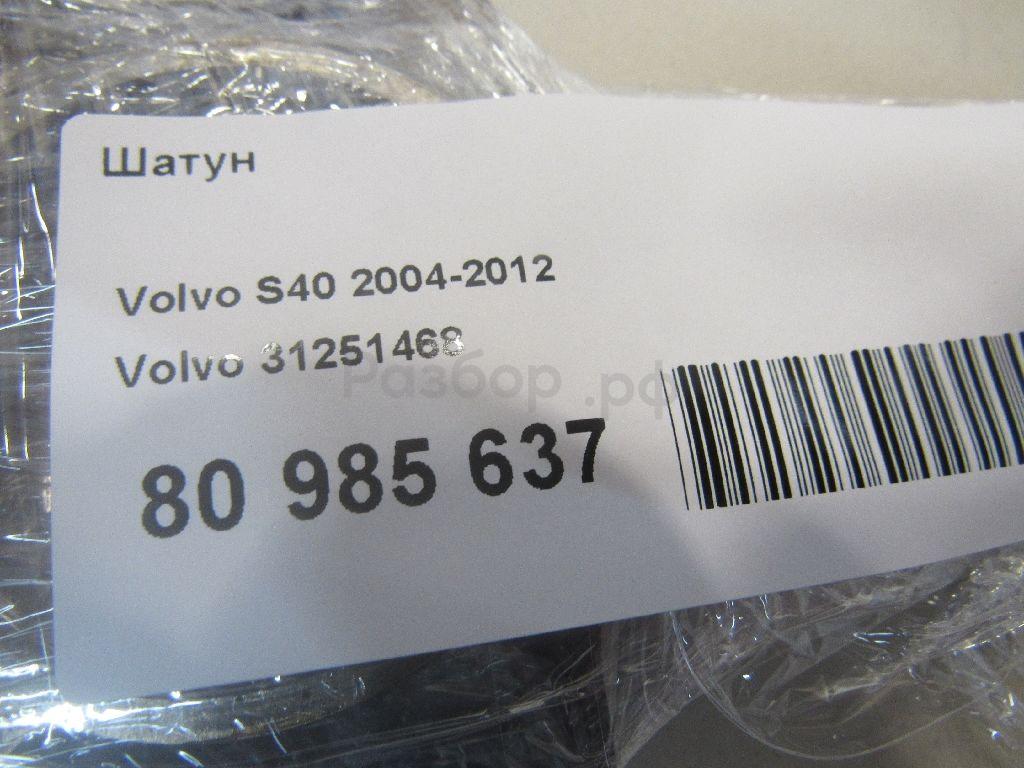 Шатун
Volvo S40 2004-2012
Volvo 31251468
Разбор.рф
80 985 637